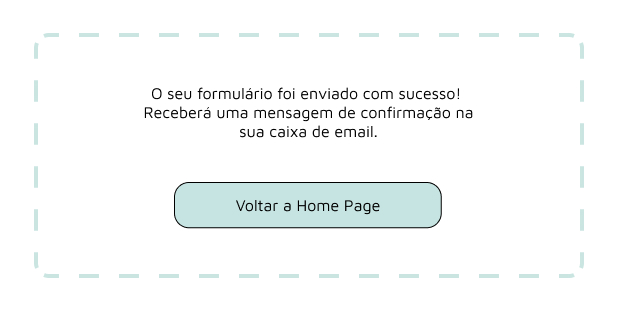 O seu formulário foi enviado com sucesso!
Receberá uma mensagem de confirmação na
sua caixa de email.
Voltar a Home Page